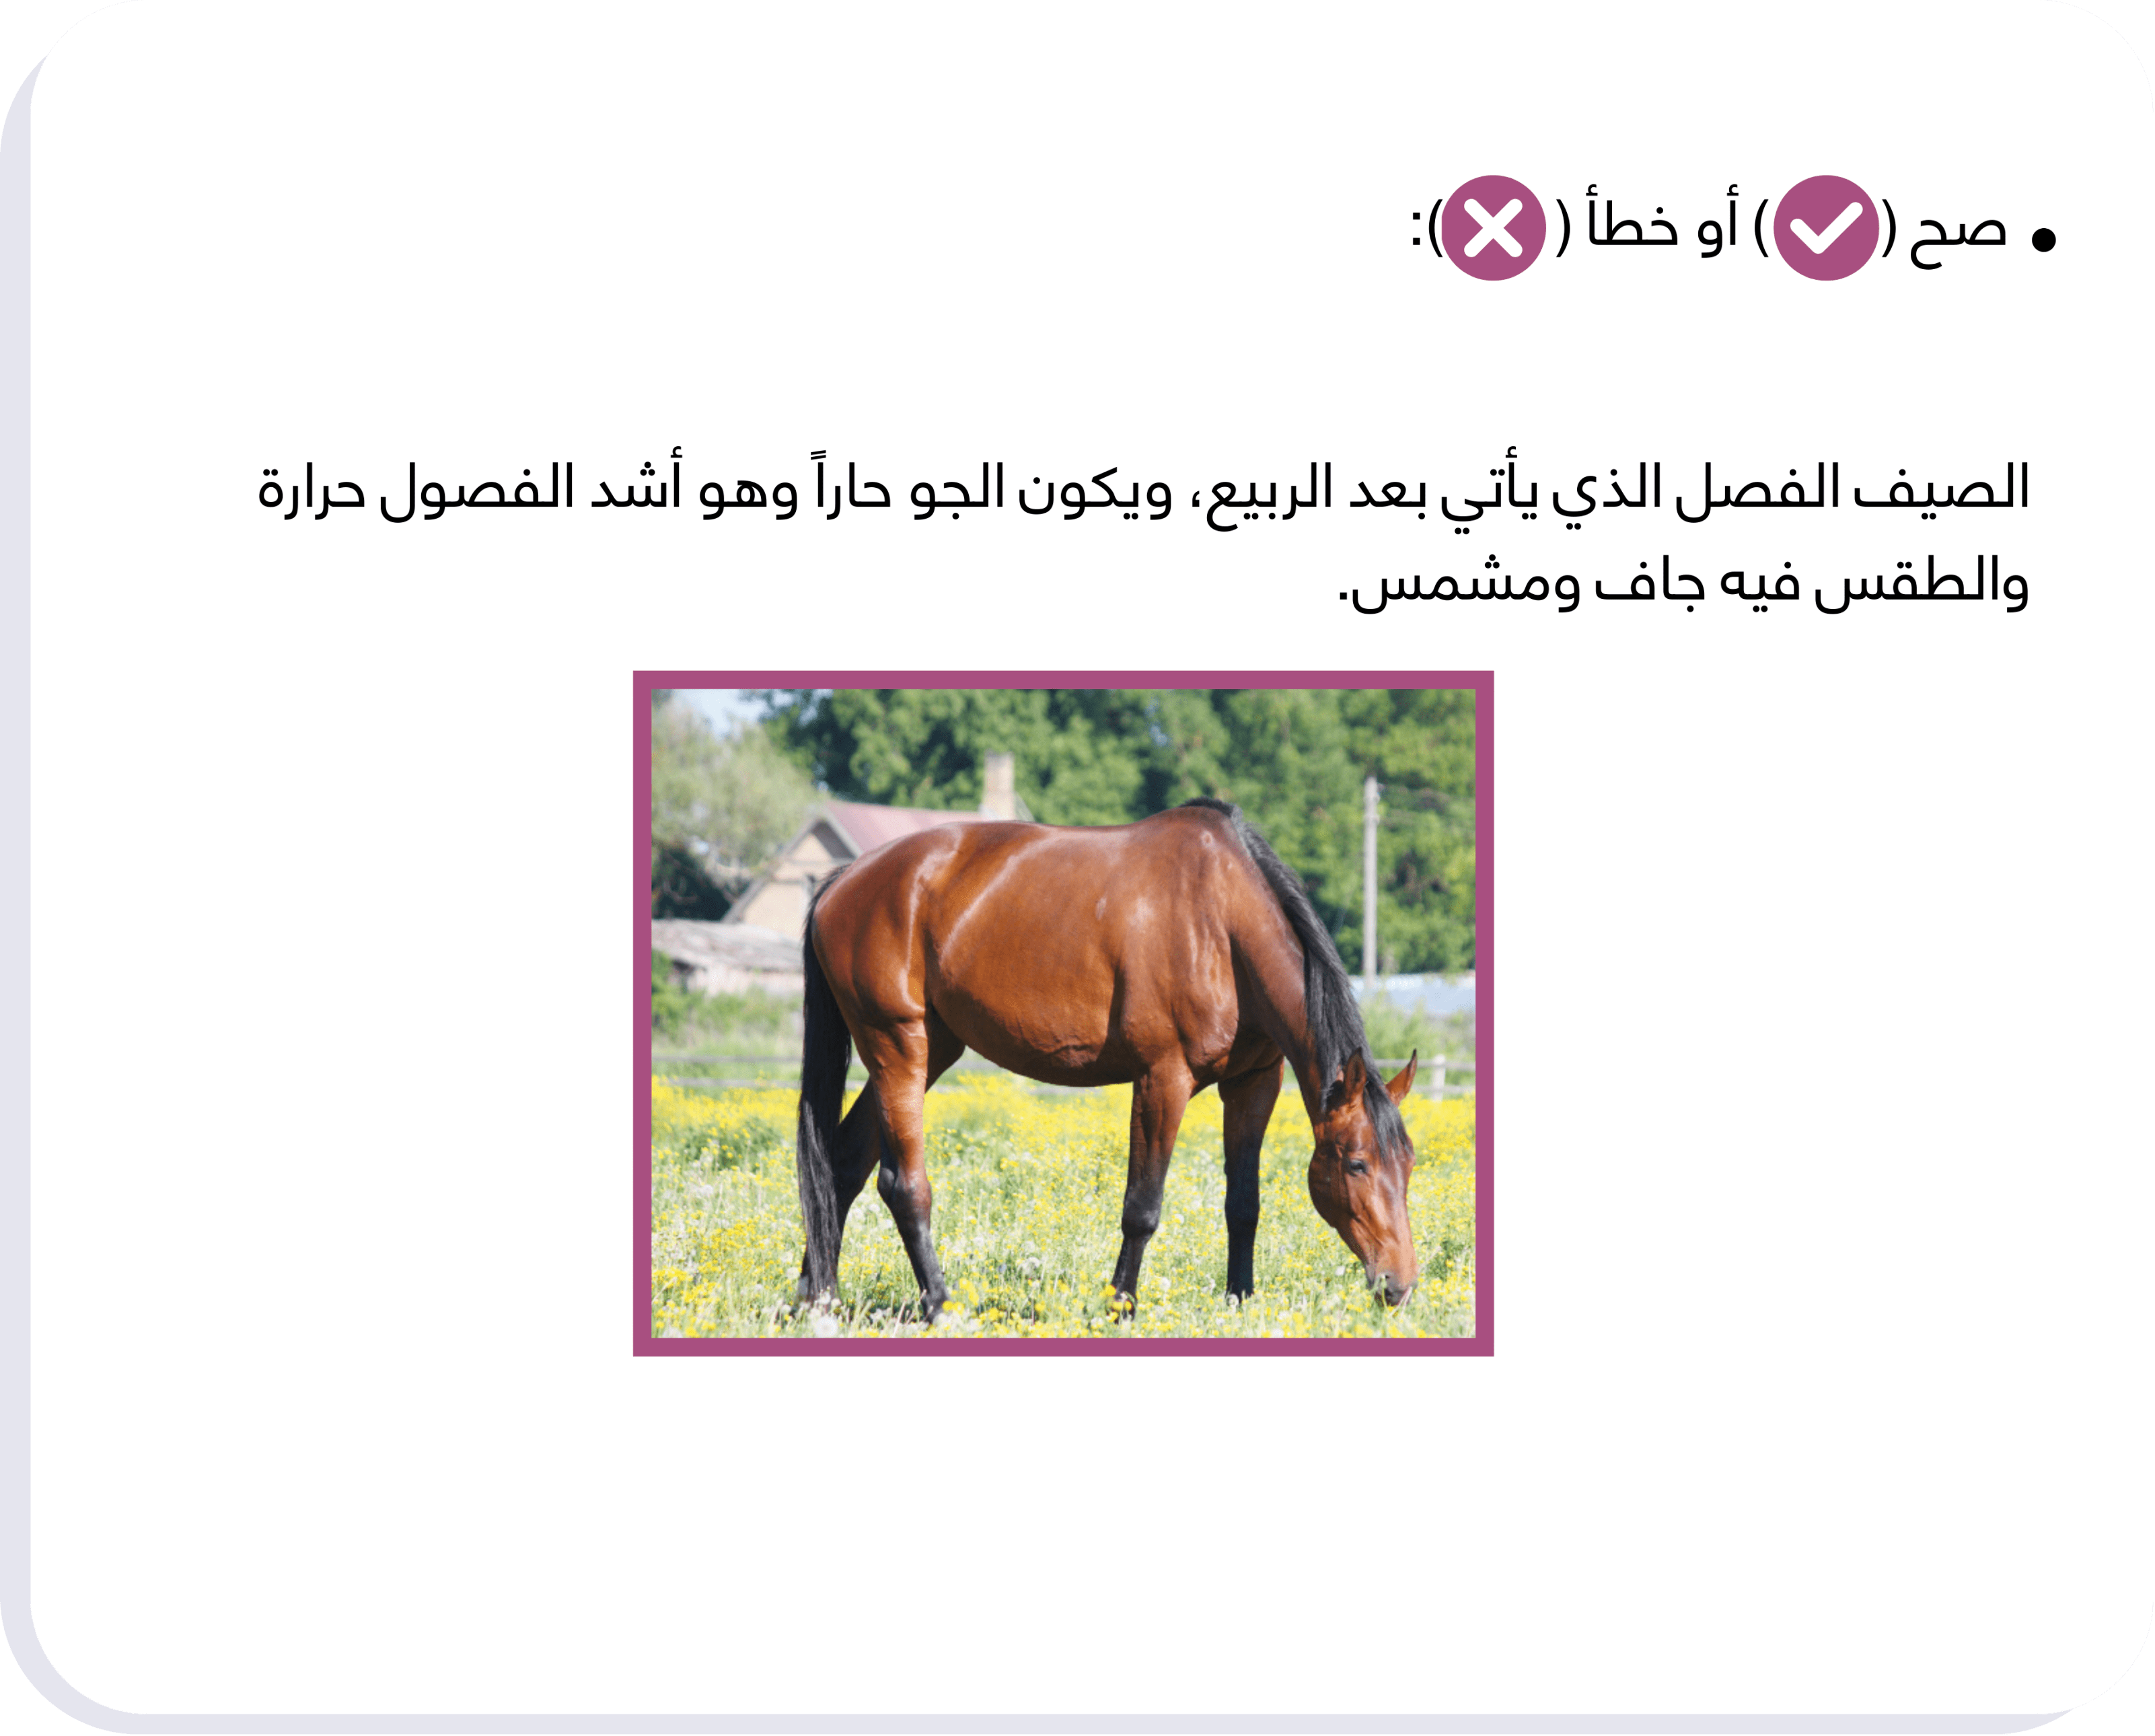 • صح (✓) أو خطأ (✗):
الصيف الفصل الذي يأتي بعد الربيع، ويكون الجو حاراً وهو أشد الفصول حرارة
والطقس فيه جاف ومشمس.